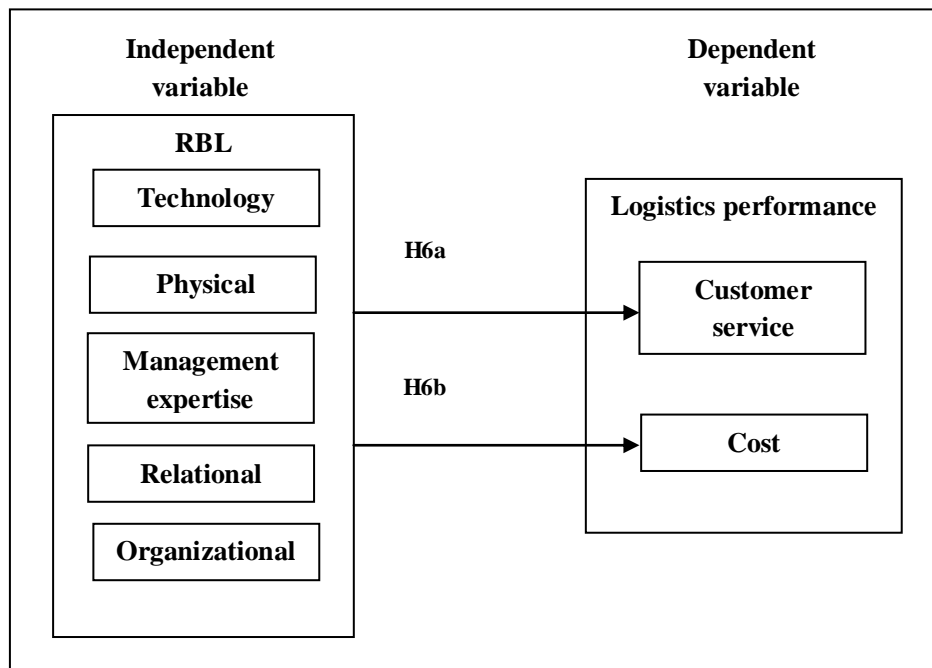 Independent
variable
Dependent
variable
RBL
Technology
Physical
Management
expertise
Relational
Organizational
H6a
H6b
Logistics performance
Customer
service
Cost